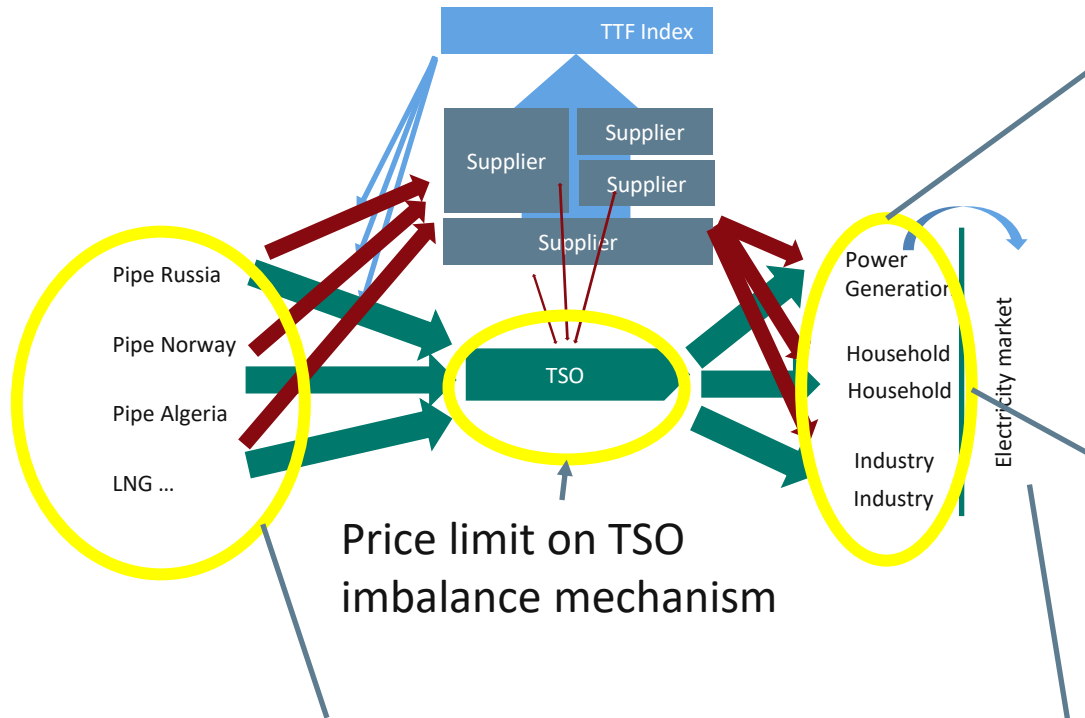 TTF Index
Supplier
Supplier
Supplier
Supplier
Pipe Russia
Pipe Norway
Pipe Algeria
LNG ...
TSO
Power
Generation
Household
Household
Industry
Industry
Electricity market
Price limit on TSO
imbalance mechanism